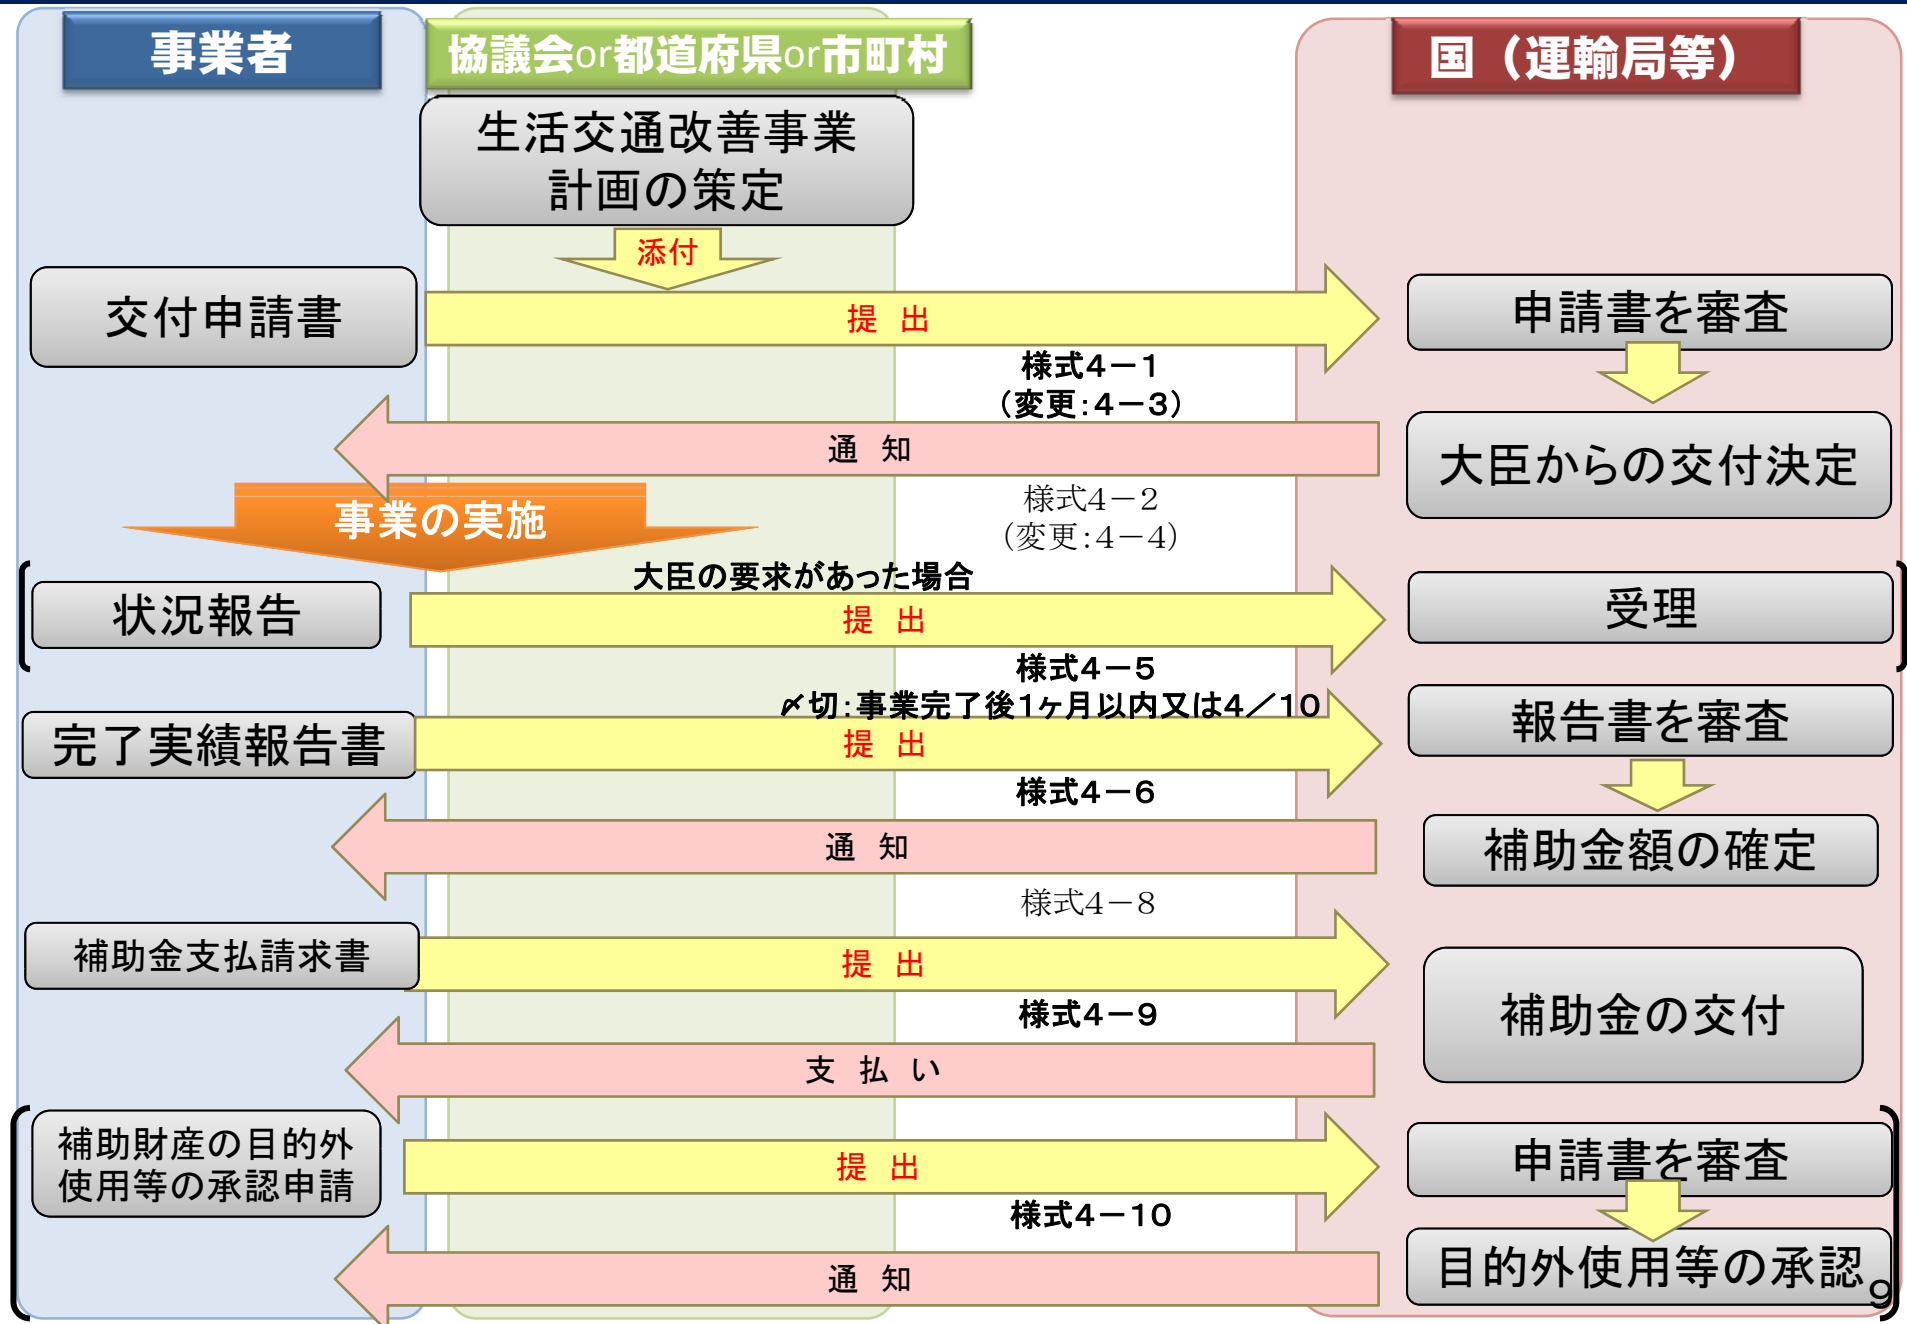 事業者
協議会or都道府県or市町村
国（運輸局等）
生活交通改善事業
計画の策定
添付
交付申請書
提 出
申請書を審査
様式4－1
（変更：4－3）
通 知
大臣からの交付決定
様式4－2
（変更：4－4）
事業の実施
大臣の要求があった場合
状況報告
提 出
受理
様式4－5
〆切：事業完了後1ヶ月以内又は4／10
完了実績報告書
提 出
報告書を審査
様式4－6
通 知
補助金額の確定
様式4－8
補助金支払請求書
提 出
補助金の交付
様式4－9
支 払 い
補助財産の目的外
使用等の承認申請
提 出
申請書を審査
様式4－10
通 知
目的外使用等の承認
9